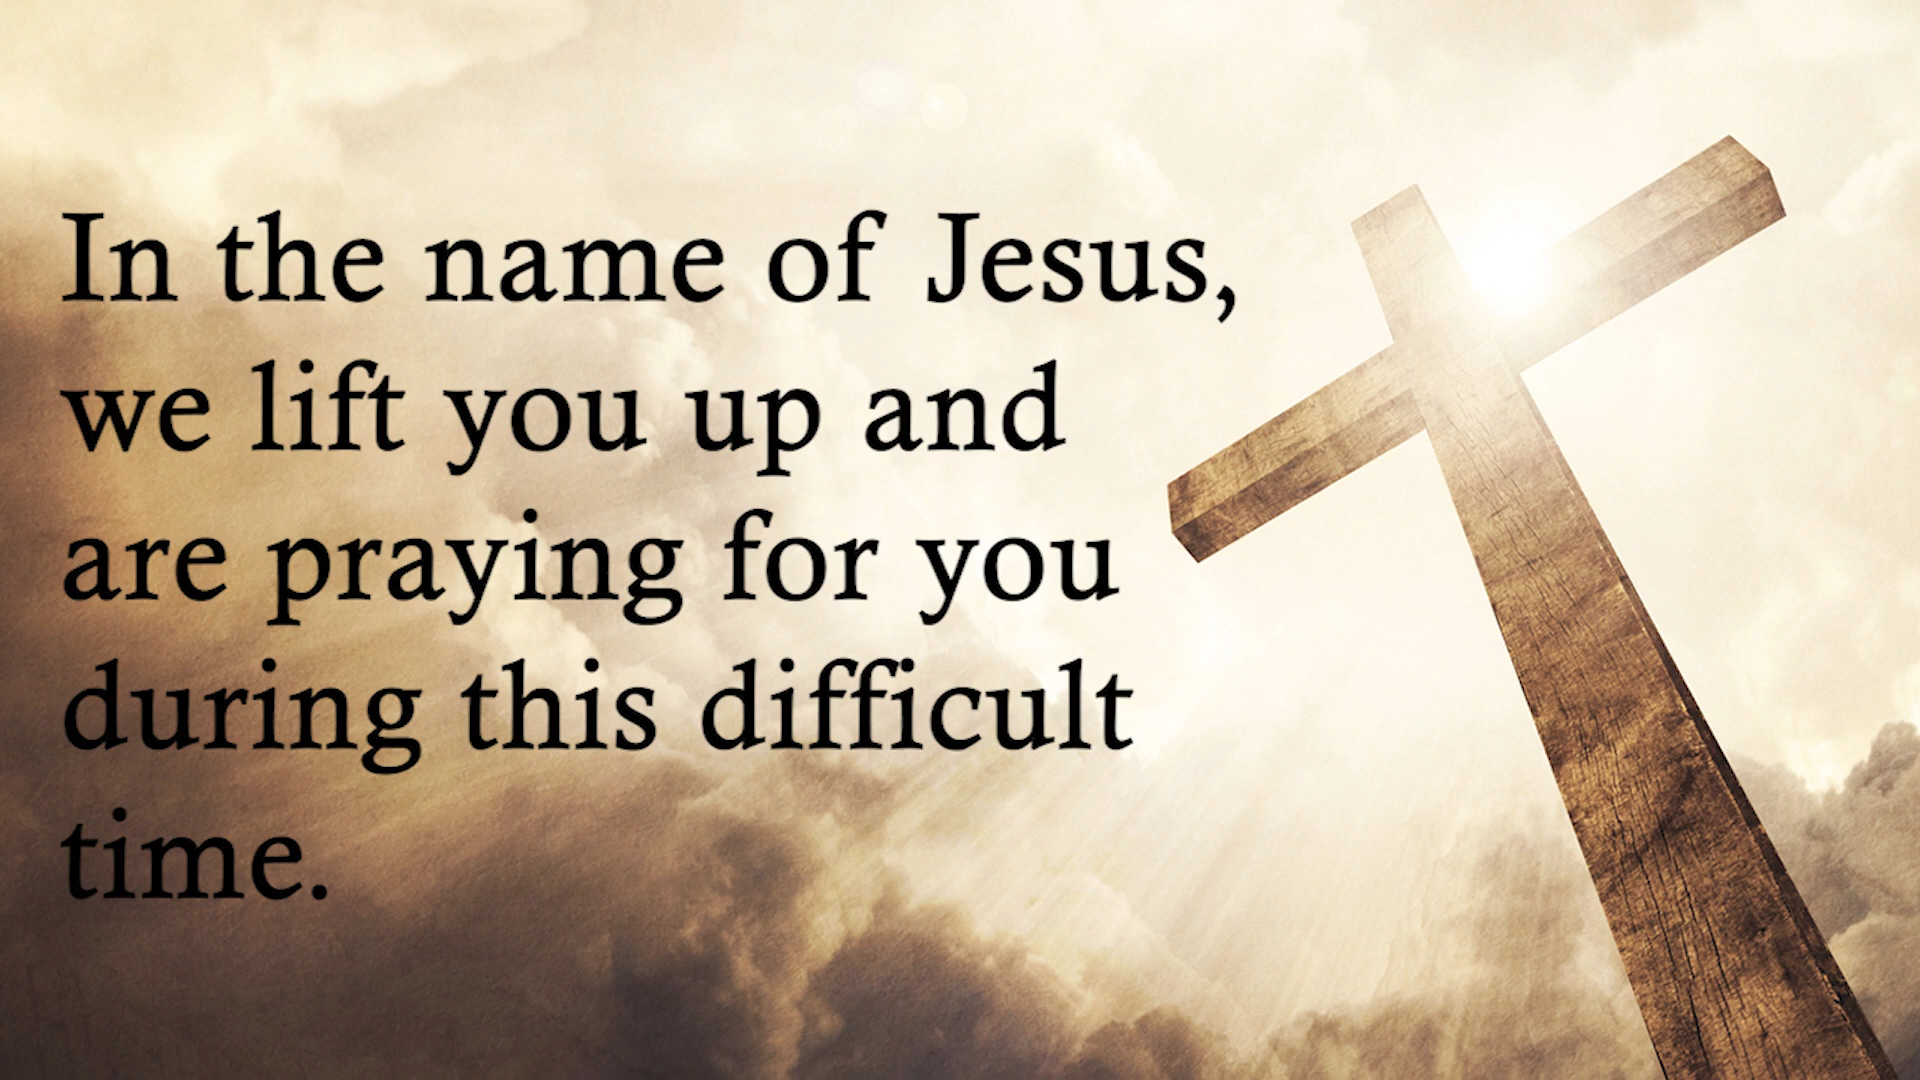 In the name of Jesus,
we lift you up and
are praying for you
during this difficult
time.